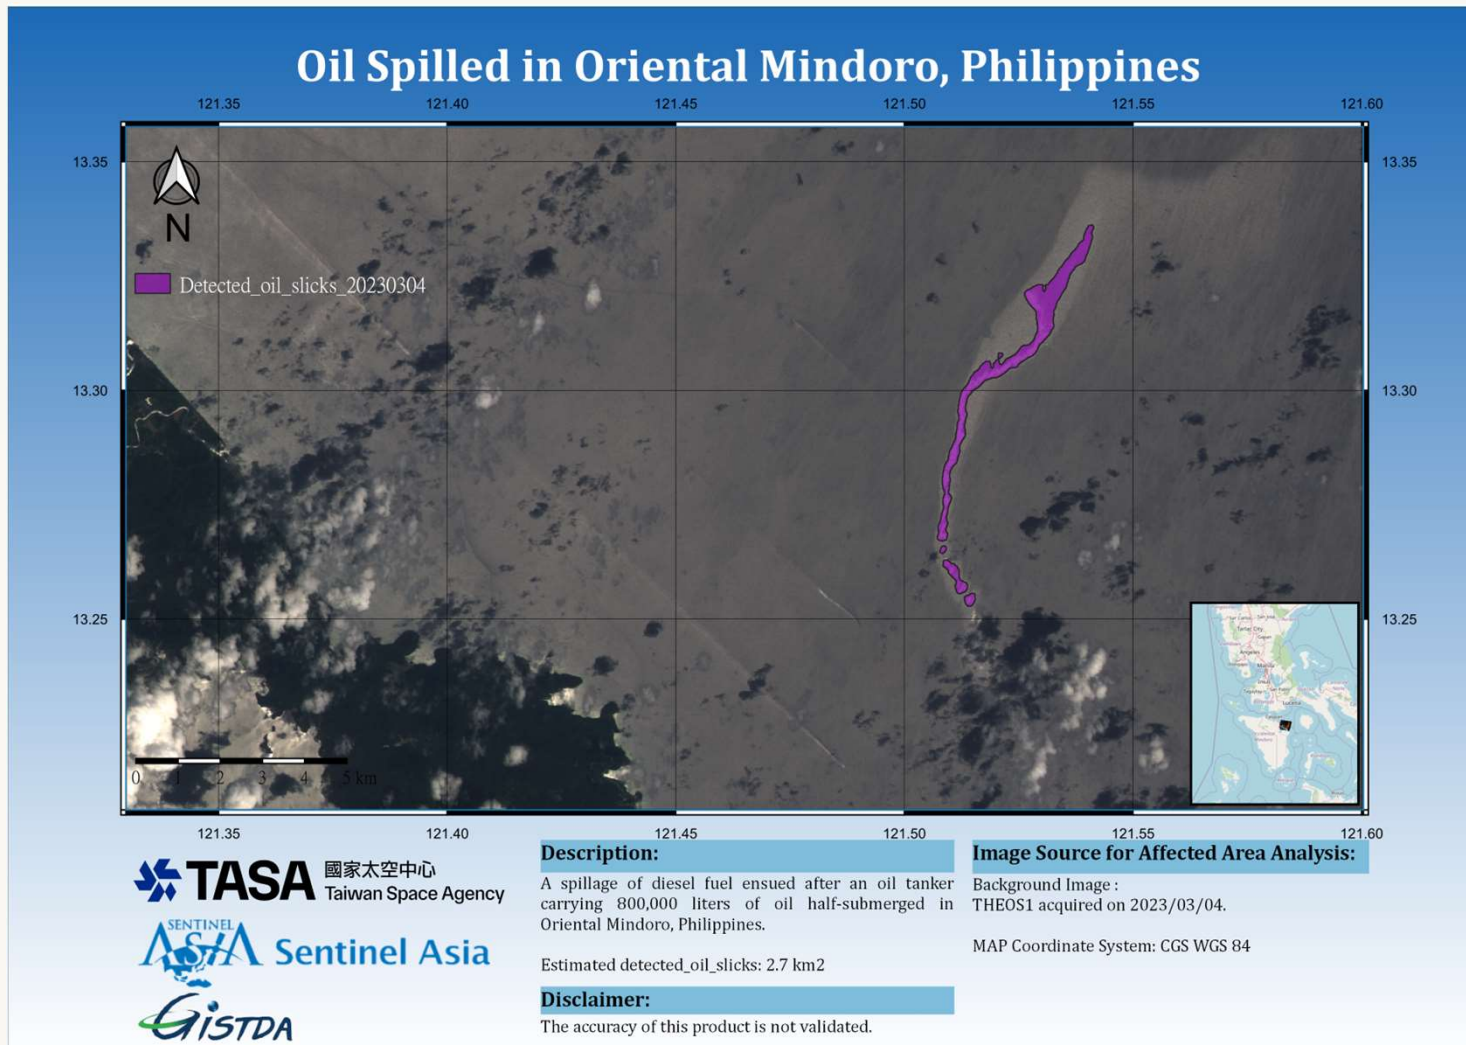 Oil Spilled in Oriental Mindoro, Philippines
121.35 121.40 121.45 121.50 121.55 121.60
13.35 13.35
N
Detected_oil_slicks_20230304
13.30 13.30
13.25 13.25
0 1 2 3 4 5 km
121.35 121.40 121.45 121.50 121.55 121.60
TASA 國家太空中心
Taiwan Space Agency
SENTINEL
ASIA Sentinel Asia
GISTDA
Description:
A spillage of diesel fuel ensued after an oil tanker
carrying 800,000 liters of oil half-submerged in
Oriental Mindoro, Philippines.
Estimated detected_oil_slicks: 2.7 km2
Disclaimer:
The accuracy of this product is not validated.
Image Source for Affected Area Analysis:
Background Image :
THEOS1 acquired on 2023/03/04.
MAP Coordinate System: CGS WGS 84